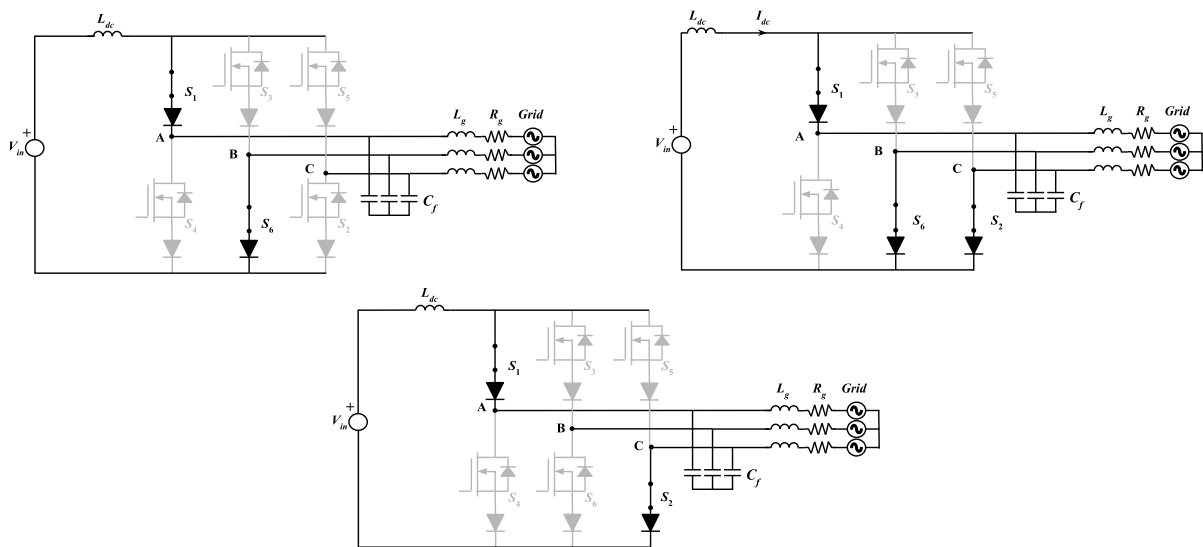 L_dc
S_1
S_3
S_5
L_g R_g Grid
A
+
V_in
B
C
C_f
S_4
S_6
S_2
L_dc I_dc
S_1
S_3
S_5
L_g R_g Grid
A
+
V_in
B
C
C_f
S_4
S_6
S_2
L_dc
S_1
S_3
S_5
L_g R_g Grid
A
+
V_in
B
C
C_f
S_4
S_6
S_2